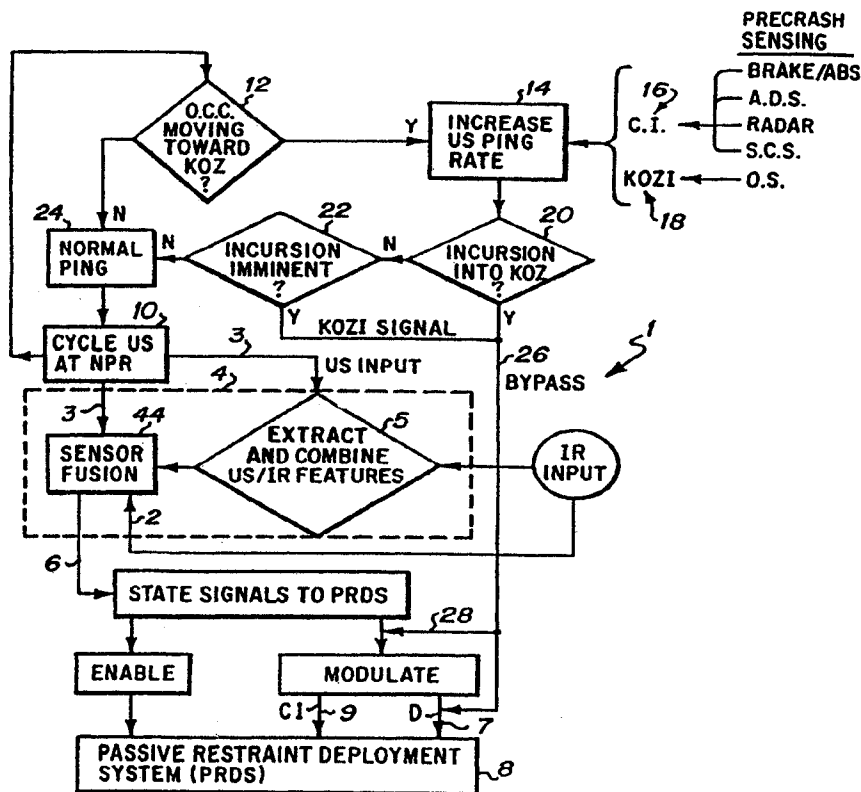 PRECRASH
SENSING
BRAKE/ABS
A.D.S.
RADAR
S.C.S.
O.S.
16
C.I.
KOZI
18
12
O.C.C.
MOVING
TOWARD
KOZ
?
Y
N
14
INCREASE
US PING
RATE
24
NORMAL
PING
N
22
INCURSION
IMMINENT
?
Y
N
20
INCURSION
INTO KOZ
?
Y
KOZI SIGNAL
10
CYCLE US
AT NPR
3
US INPUT
26
BYPASS
1
4
3
44
SENSOR
FUSION
5
EXTRACT
AND COMBINE
US/IR FEATURES
IR
INPUT
2
6
STATE SIGNALS TO PRDS
28
ENABLE
MODULATE
CI
9
D
7
PASSIVE RESTRAINT DEPLOYMENT
SYSTEM (PRDS)
8